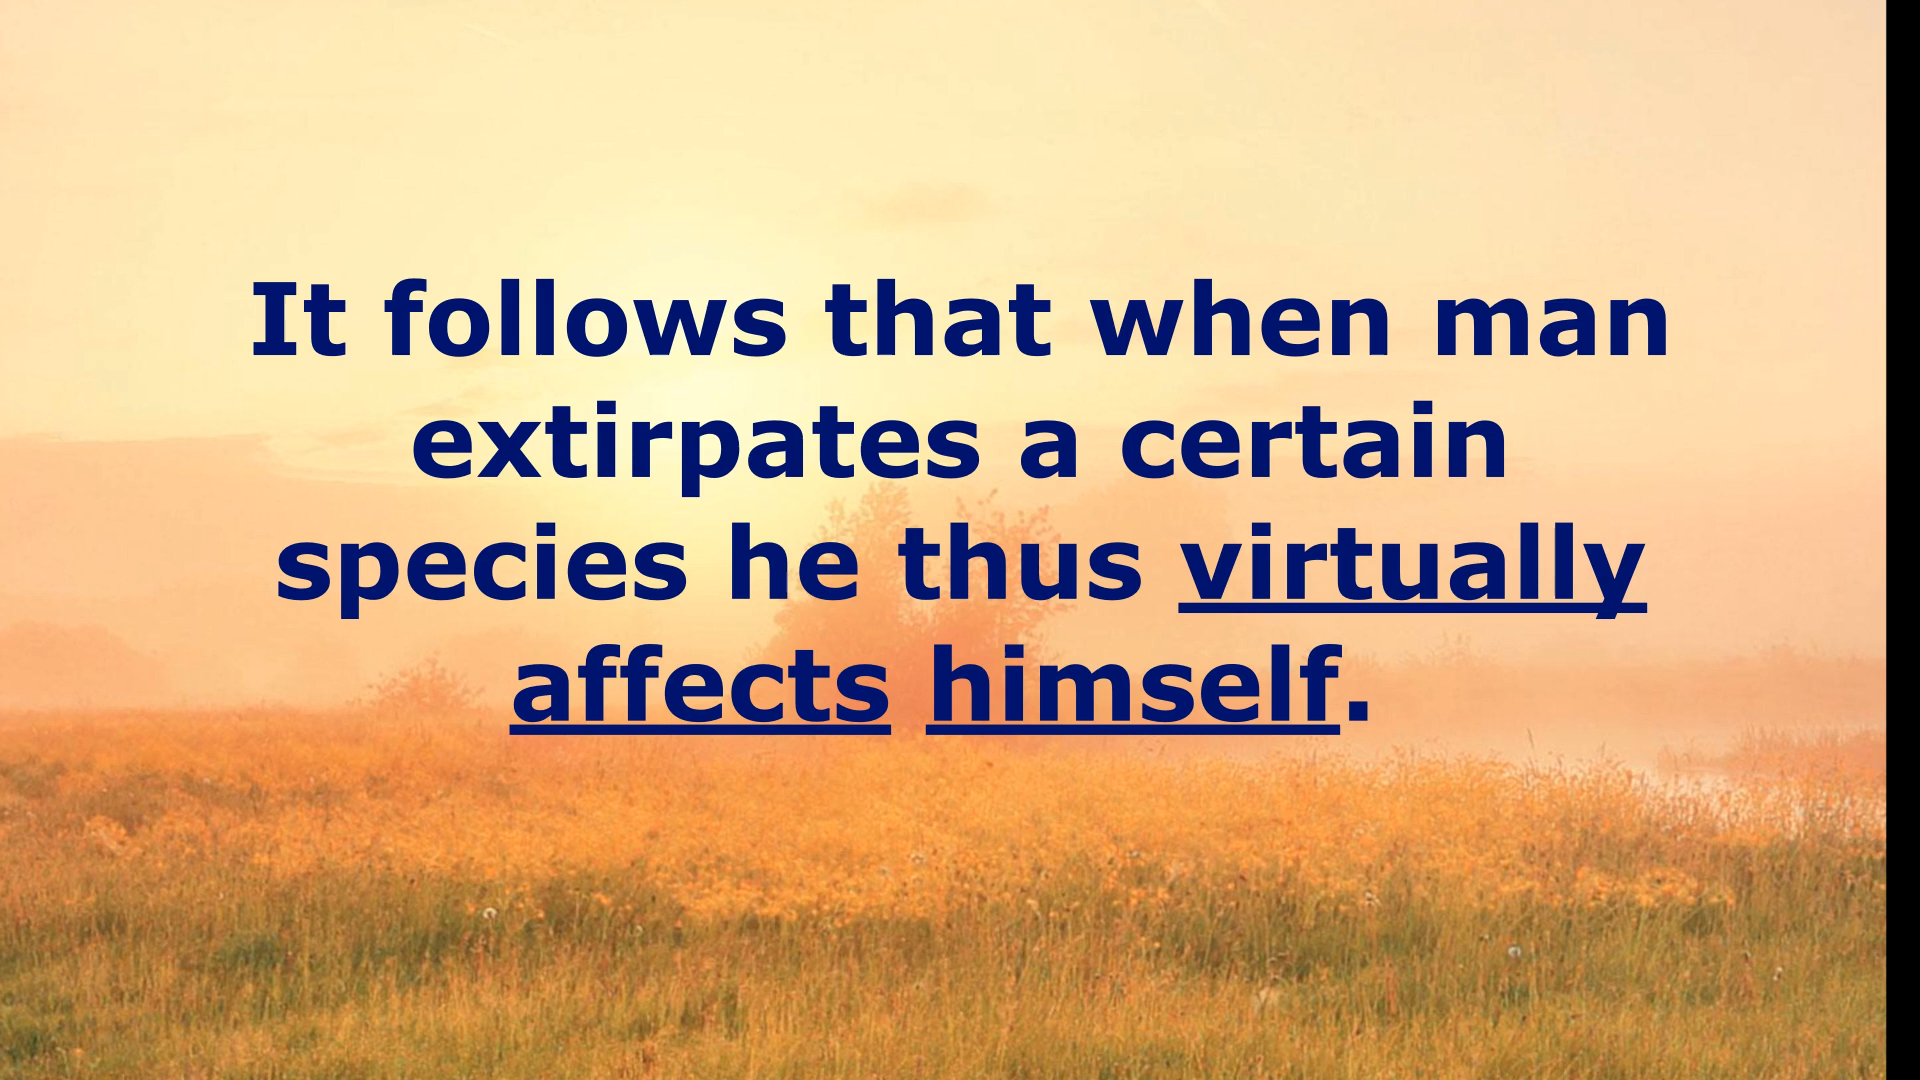 It follows that when man
extirpates a certain
species he thus virtually
affects himself.